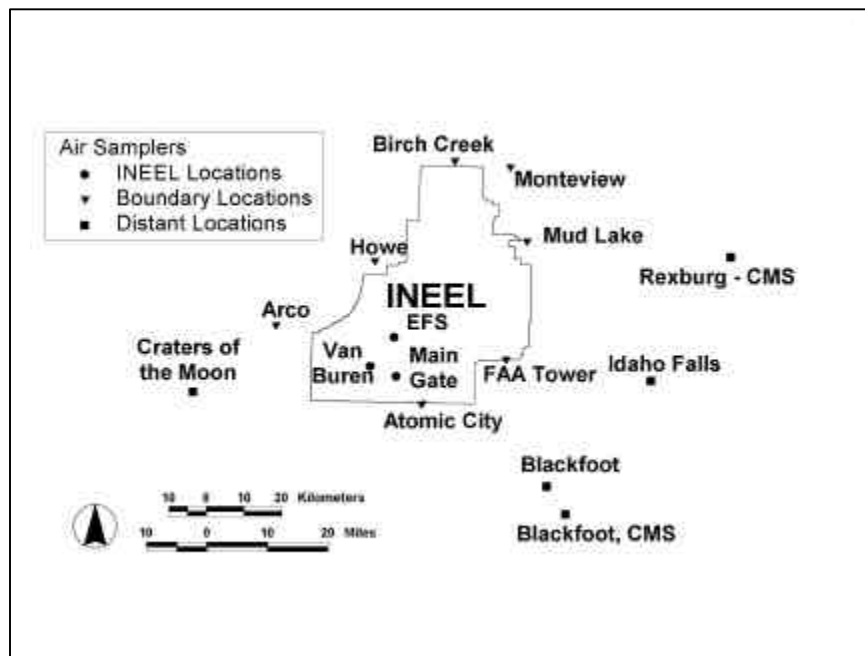 Air Samplers
INEEL Locations
Boundary Locations
Distant Locations
Birch Creek
Monteview
Mud Lake
Howe
Rexburg - CMS
INEEL
Arco
EFS
Craters of
the Moon
Van
Buren
Main
Gate
FAA Tower
Idaho Falls
Atomic City
Blackfoot
Blackfoot, CMS
10 0 10 20 Kilometers
10 0 10 20 Miles